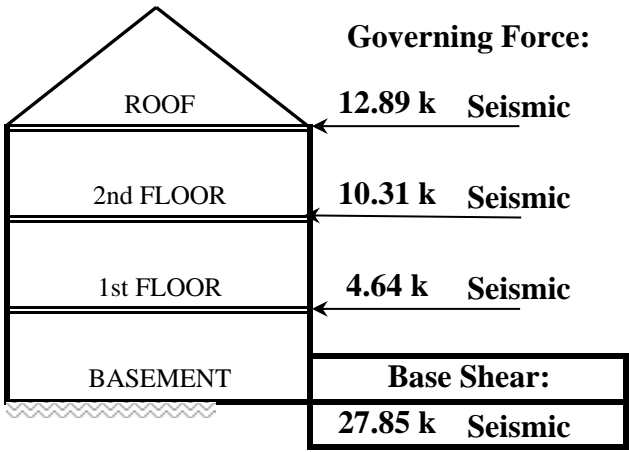 Governing Force:
ROOF 12.89 k Seismic
2nd FLOOR 10.31 k Seismic
1st FLOOR 4.64 k Seismic
BASEMENT Base Shear:
27.85 k Seismic